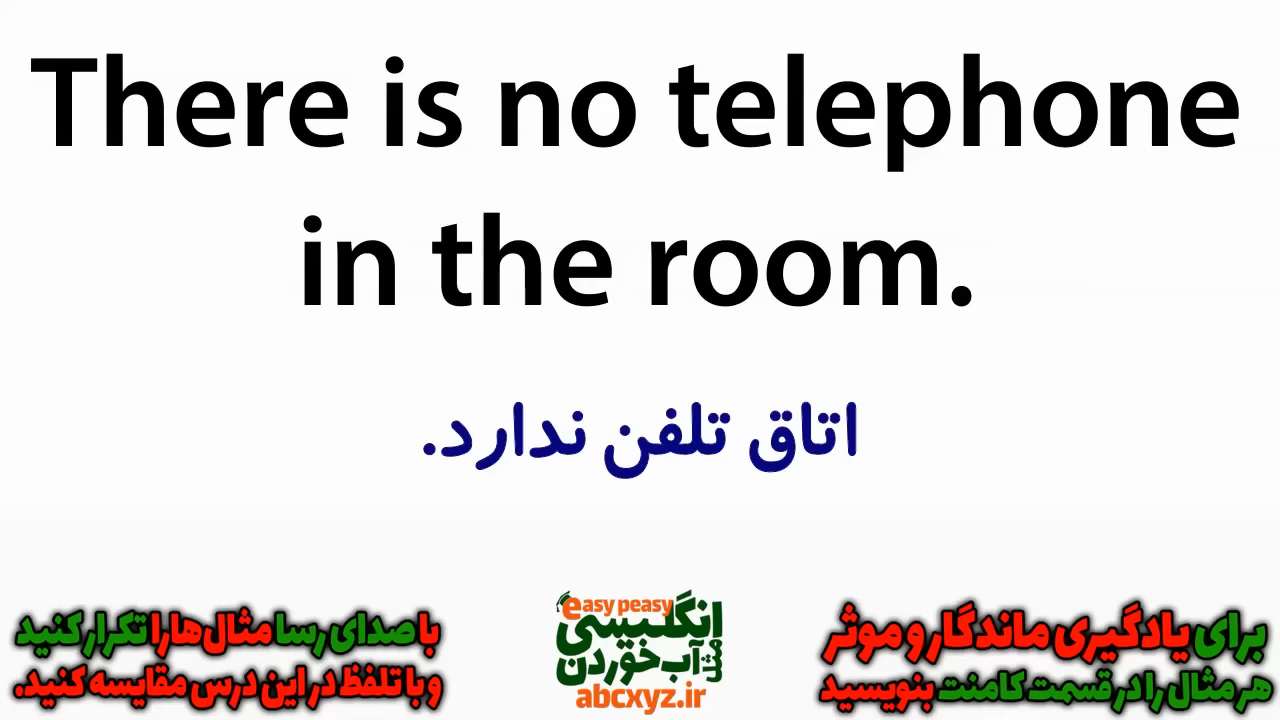 There is no telephone
in the room.
اتاق تلفن ندارد.
برای یادگیری ماندگار و موثر
هر مثال را در قسمت کامنت بنویسید
easy peasy
انگلیسی
مثل آب خوردن
abcxyz.ir
با صدای رسا مثال‌ها را تکرار کنید
و با تلفظ در این درس مقایسه کنید.